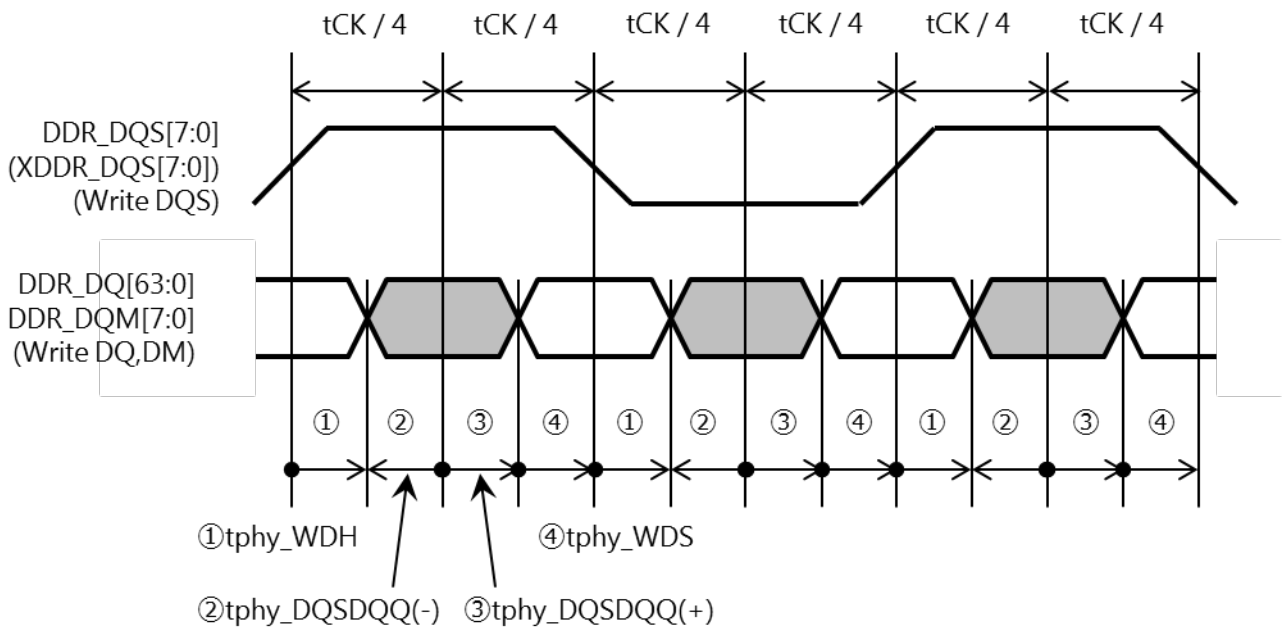 tCK / 4 tCK / 4 tCK / 4 tCK / 4 tCK / 4 tCK / 4
DDR_DQS[7:0]
(XDDR_DQS[7:0])
(Write DQS)
DDR_DQ[63:0]
DDR_DQM[7:0]
(Write DQ,DM)
① ② ③ ④ ① ② ③ ④ ① ② ③ ④
①tphy_WDH ④tphy_WDS
②tphy_DQSDQQ(-) ③tphy_DQSDQQ(+)